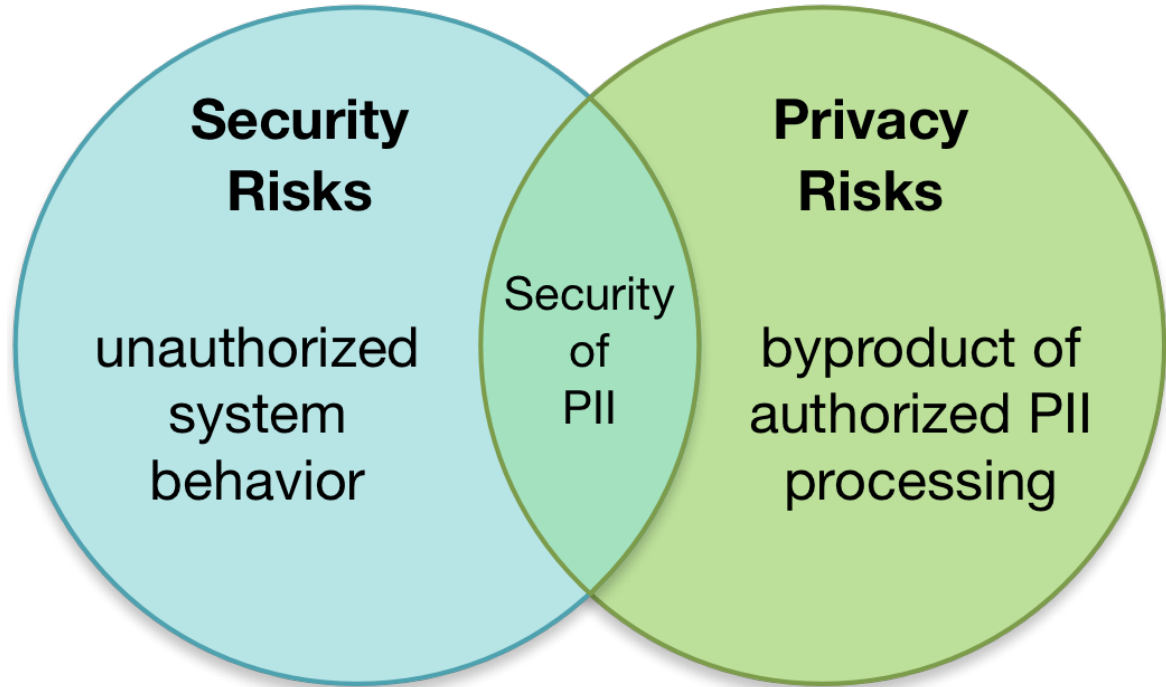 Security
Risks
unauthorized
system
behavior
Security
of
PII
Privacy
Risks
byproduct of
authorized PII
processing